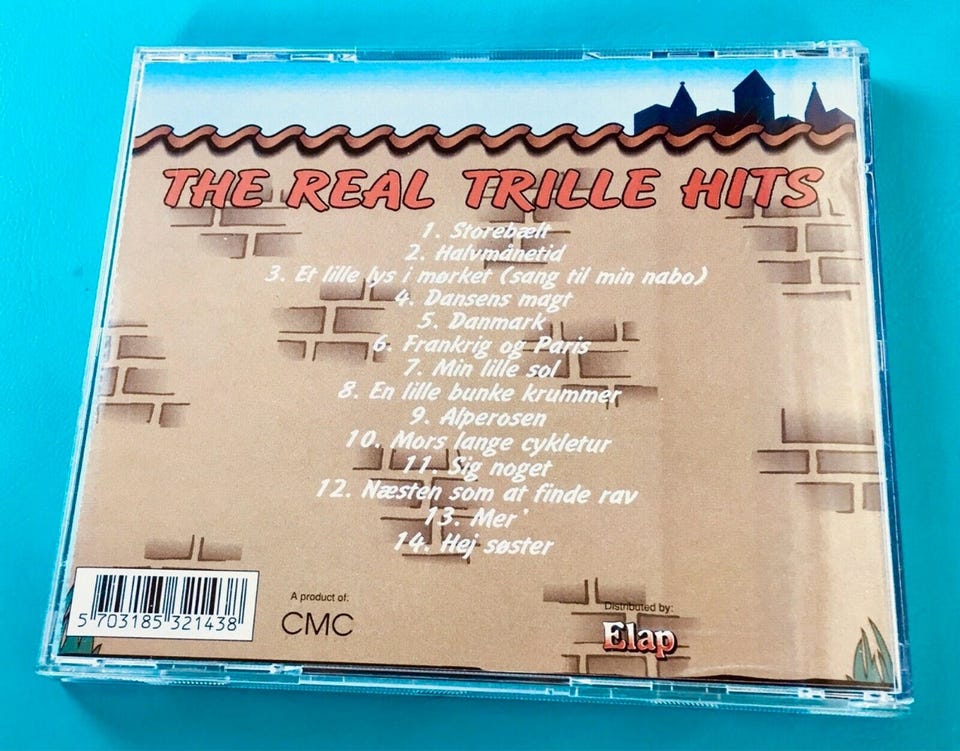 THE REAL TRILLE HITS
1. Storebælt
2. Halvmånetid
3. Et lille lys i mørket (sang til min nabo)
4. Dansens magt
5. Danmark
6. Frankrig og Paris
7. Min lille sol
8. En lille bunke krummer
9. Alperosen
10. Mors lange cykletur
11. Sig noget
12. Næsten som at finde rav
13. Mer'
14. Hej søster
5 703185 321438
A product of:
CMC
Distributed by:
Elap